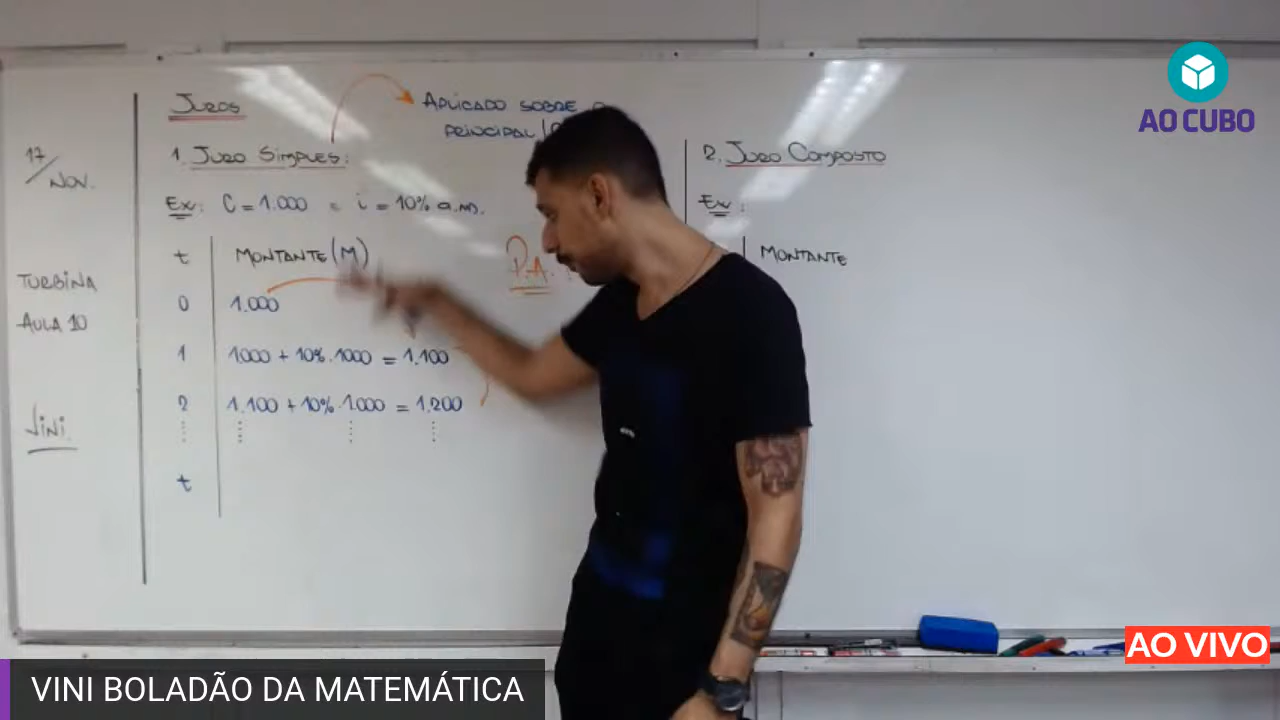 17/NOV.
TURBINA
AULA 10
Vini.
JUROS
APLICADO SOBRE
PRINCIPAL
1. JURO SIMPLES:
Ex: C = 1.000 i = 10% a.m.
t MONTANTE (M)
0 1.000
1 1000 + 10% . 1000 = 1.100
2 1.100 + 10% . 1.000 = 1.200
t
P.A.
2. JURO COMPOSTO
Ex:
MONTANTE
AO CUBO
AO VIVO
VINI BOLADÃO DA MATEMÁTICA